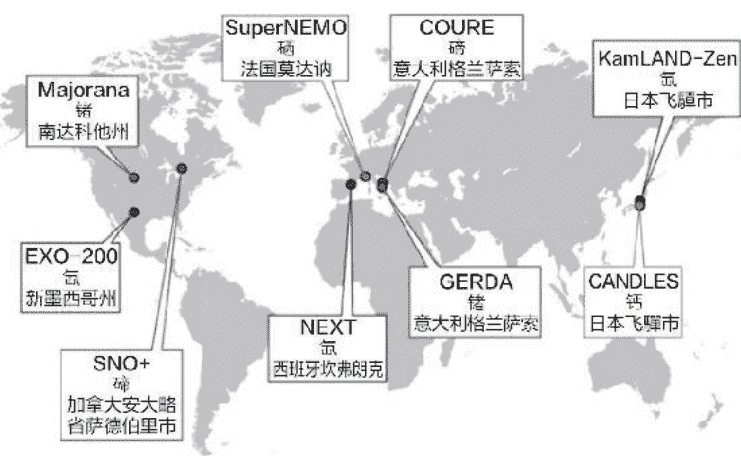 SuperNEMO
硒
法国莫达讷
COURE
碲
意大利格兰萨索
KamLAND-Zen
氙
日本飞驒市
Majorana
锗
南达科他州
EXO-200
氙
新墨西哥州
SNO+
碲
加拿大安大略
省萨德伯里市
NEXT
氙
西班牙坎弗朗克
GERDA
锗
意大利格兰萨索
CANDLES
钙
日本飞驒市